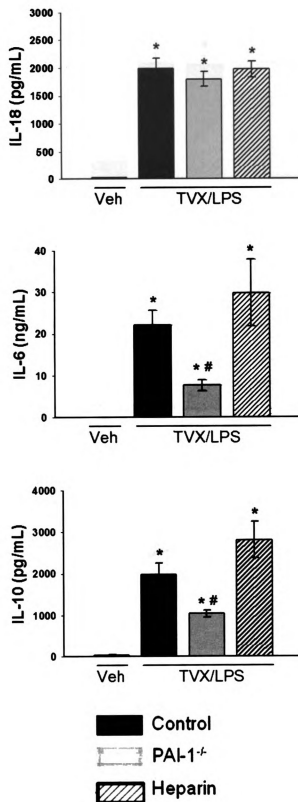 IL-18 (pg/mL)
2500
2000
1500
1000
500
0
*
*
*
Veh
TVX/LPS
IL-6 (ng/mL)
40
30
20
10
0
*
* #
*
Veh
TVX/LPS
IL-10 (pg/mL)
4000
3000
2000
1000
0
*
* #
*
Veh
TVX/LPS
Control
PAI-1-/-
Heparin